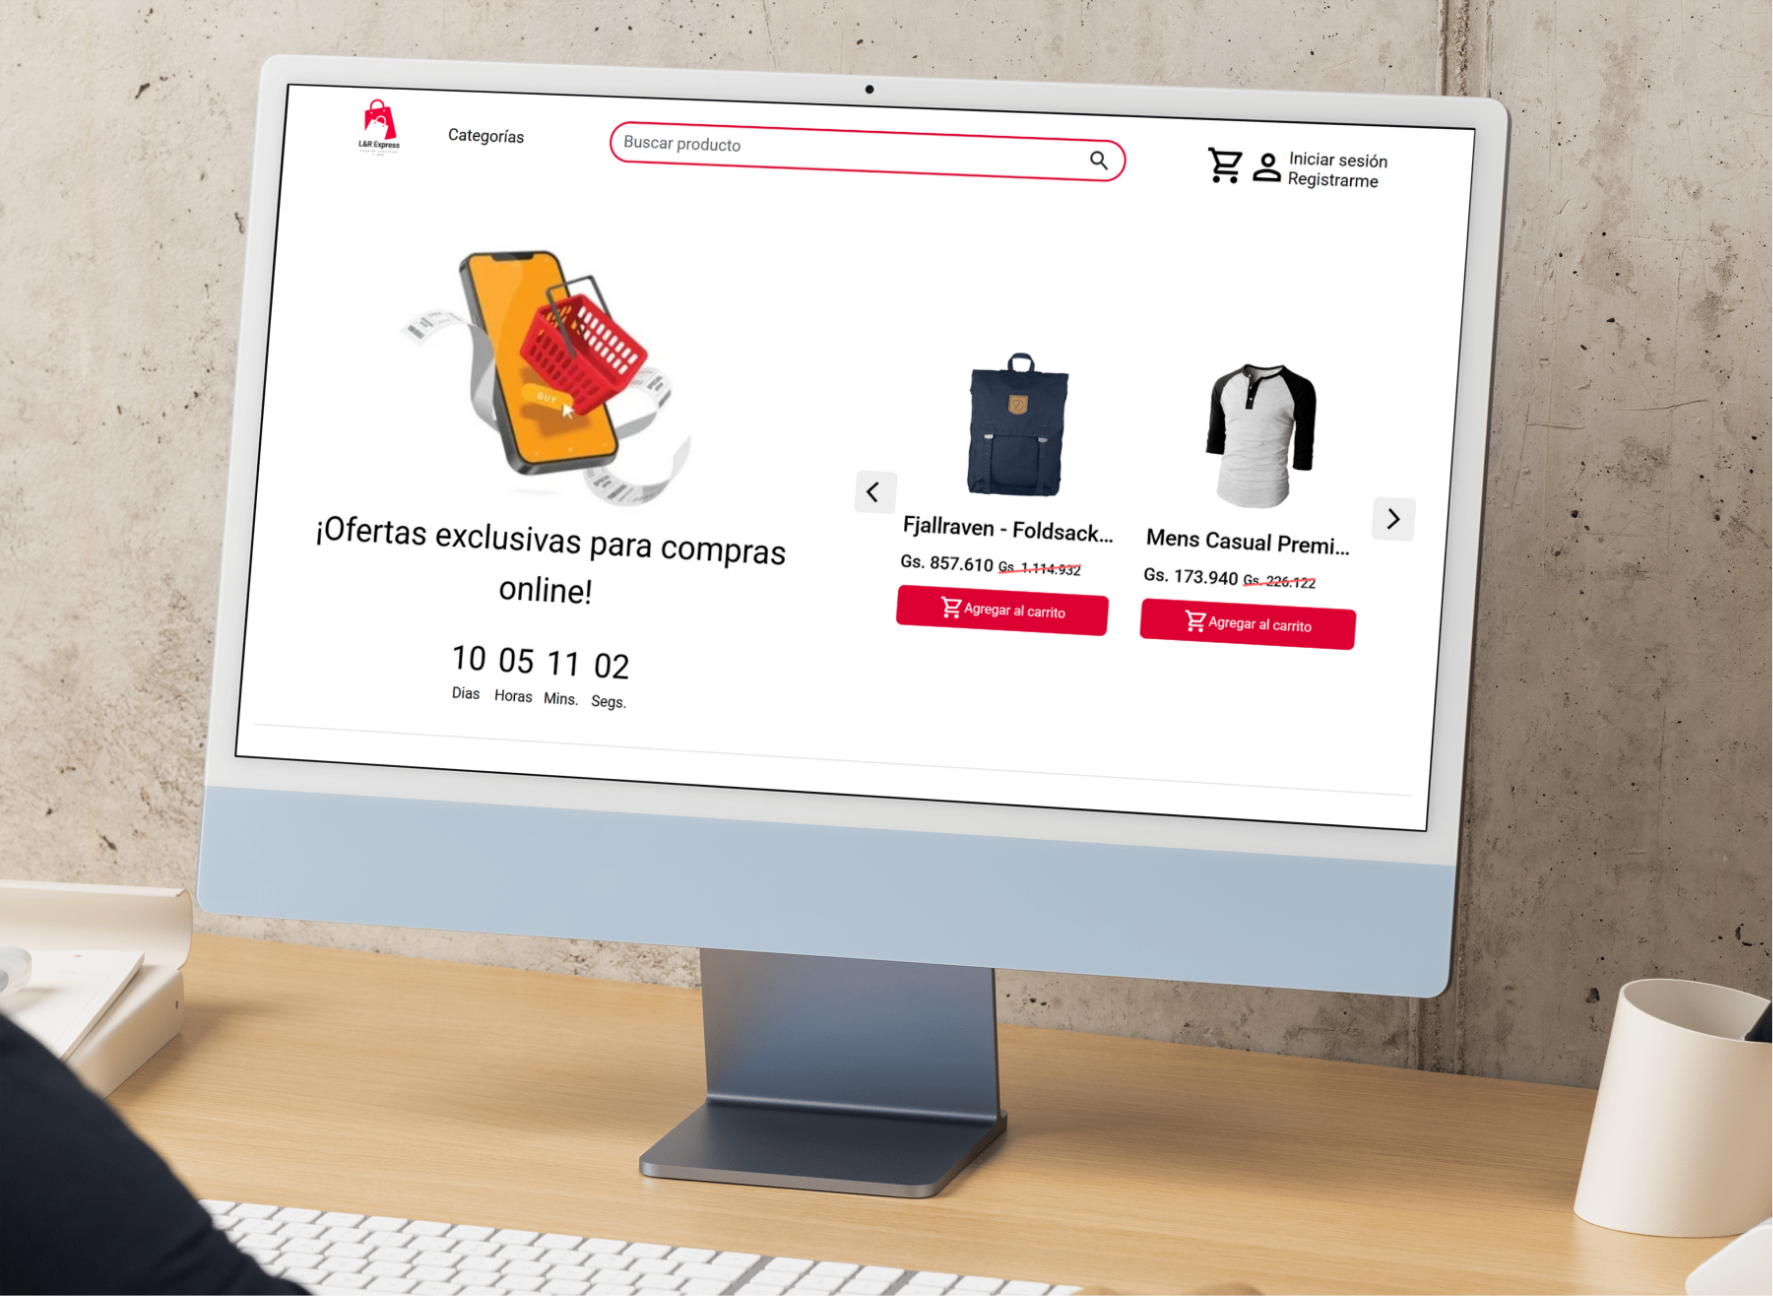 L&R Express
Categorías
Buscar producto
Iniciar sesión
Registrarme
BUY
¡Ofertas exclusivas para compras
online!
10 05 11 02
Dias Horas Mins. Segs.
Fjallraven - Foldsack...
Gs. 857.610 Gs. 1.114.932
Agregar al carrito
Mens Casual Premi...
Gs. 173.940 Gs. 226.122
Agregar al carrito